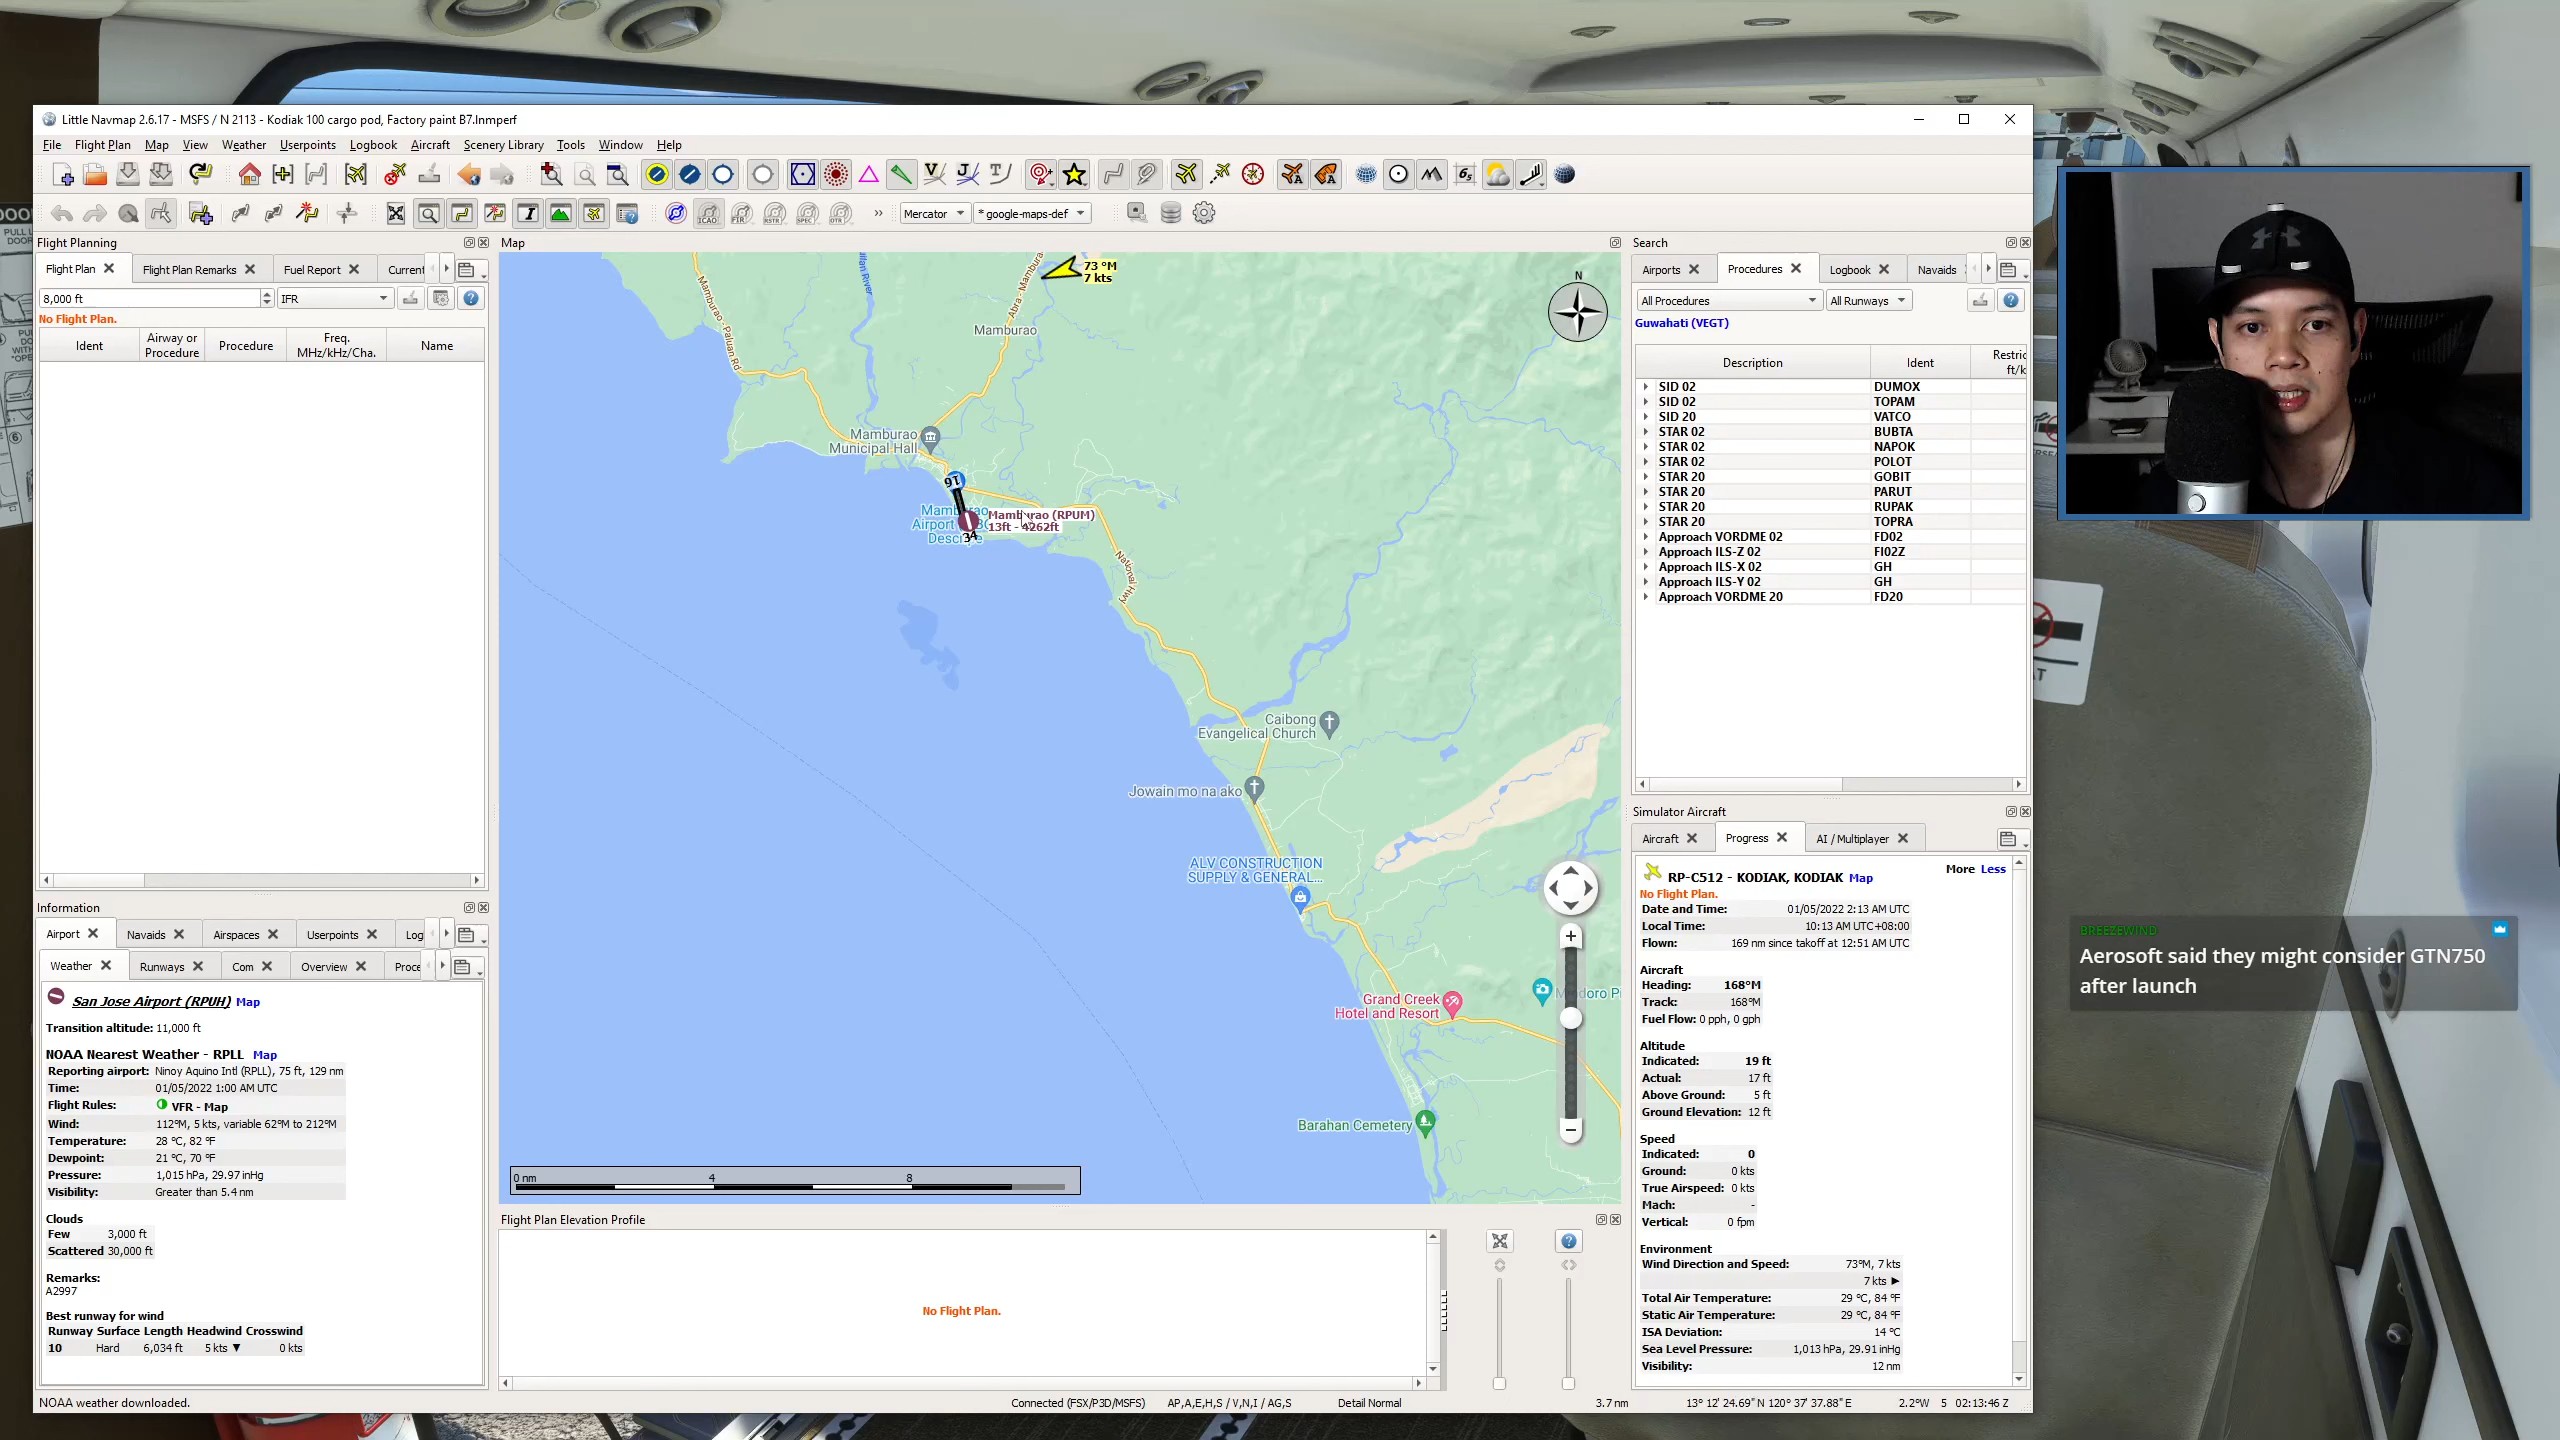 Little Navmap 2.6.17 - MSFS / N 2113 - Kodiak 100 cargo pod, Factory paint B7.lnmperf
File Flight Plan Map View Weather Userpoints Logbook Aircraft Scenery Library Tools Window Help
Mercator * google-maps-def
Flight Planning
Flight Plan Flight Plan Remarks Fuel Report Current
8,000 ft IFR
No Flight Plan.
Ident Airway or Procedure Procedure Freq. MHz/kHz/Cha. Name
Information
Airport Navaids Airspaces Userpoints Log
Weather Runways Com Overview Proce
San Jose Airport (RPUH) Map
Transition altitude: 11,000 ft
NOAA Nearest Weather - RPLL Map
Reporting airport: Ninoy Aquino Intl (RPLL), 75 ft, 129 nm
Time: 01/05/2022 1:00 AM UTC
Flight Rules: VFR - Map
Wind: 112°M, 5 kts, variable 62°M to 212°M
Temperature: 28 °C, 82 °F
Dewpoint: 21 °C, 70 °F
Pressure: 1,015 hPa, 29.97 inHg
Visibility: Greater than 5.4 nm
Clouds
Few 3,000 ft
Scattered 30,000 ft
Remarks:
A2997
Best runway for wind
Runway Surface Length Headwind Crosswind
10 Hard 6,034 ft 5 kts ▼ 0 kts
NOAA weather downloaded.
Map
73 °M
7 kts
N
Mamburao - Paluan Rd
Abra - Mamburao
Mamburao
Mamburao
Municipal Hall
16
Mamburao (RPUM)
13ft - 4262ft
34
National Hwy
Caibong
Evangelical Church
Jowain mo na ako
ALV CONSTRUCTION
SUPPLY & GENERAL...
Grand Creek
Hotel and Resort
Barahan Cemetery
0 nm 4 8
Flight Plan Elevation Profile
No Flight Plan.
Connected (FSX/P3D/MSFS) AP,A,E,H,S / V,N,I / AG,S Detail Normal 3.7 nm 13° 12' 24.69" N 120° 37' 37.88" E 2.2°W 5 02:13:46 Z
Search
Airports Procedures Logbook Navaids
All Procedures All Runways
Guwahati (VEGT)
Description Ident Restric ft/k
SID 02 DUMOX
SID 02 TOPAM
SID 20 VATCO
STAR 02 BUBTA
STAR 02 NAPOK
STAR 02 POLOT
STAR 20 GOBIT
STAR 20 PARUT
STAR 20 RUPAK
STAR 20 TOPRA
Approach VORDME 02 FD02
Approach ILS-Z 02 FI02Z
Approach ILS-X 02 GH
Approach ILS-Y 02 GH
Approach VORDME 20 FD20
Simulator Aircraft
Aircraft Progress AI / Multiplayer
RP-C512 - KODIAK, KODIAK Map More Less
No Flight Plan.
Date and Time: 01/05/2022 2:13 AM UTC
Local Time: 10:13 AM UTC+08:00
Flown: 169 nm since takoff at 12:51 AM UTC
Aircraft
Heading: 168°M
Track: 168°M
Fuel Flow: 0 pph, 0 gph
Altitude
Indicated: 19 ft
Actual: 17 ft
Above Ground: 5 ft
Ground Elevation: 12 ft
Speed
Indicated: 0
Ground: 0 kts
True Airspeed: 0 kts
Mach: -
Vertical: 0 fpm
Environment
Wind Direction and Speed: 73°M, 7 kts
7 kts ►
Total Air Temperature: 29 °C, 84 °F
Static Air Temperature: 29 °C, 84 °F
ISA Deviation: 14 °C
Sea Level Pressure: 1,013 hPa, 29.91 inHg
Visibility: 12 nm
BREEZEWIND
Aerosoft said they might consider GTN750
after launch